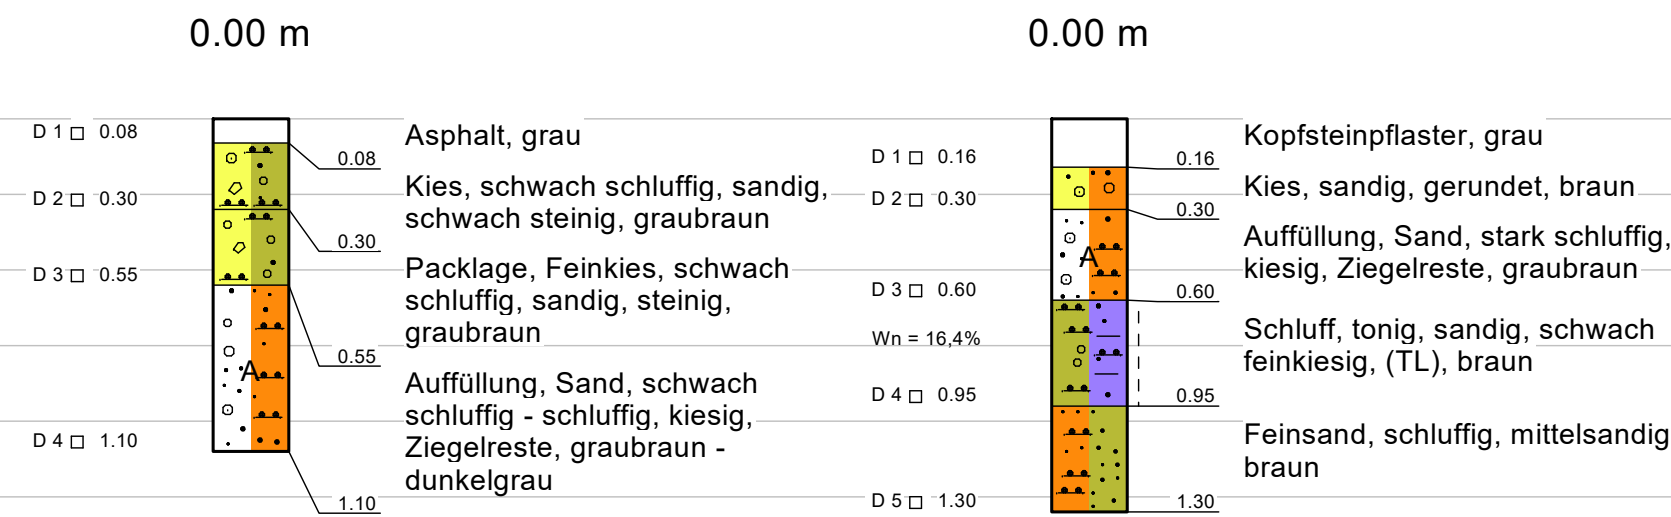 0.00 m
D 1 0.08
0.08
Asphalt, grau
D 2 0.30
Kies, schwach schluffig, sandig,
schwach steinig, graubraun
0.30
D 3 0.55
Packlage, Feinkies, schwach
schluffig, sandig, steinig,
graubraun
0.55
A
Auffüllung, Sand, schwach
schluffig - schluffig, kiesig,
Ziegelreste, graubraun -
dunkelgrau
D 4 1.10
1.10
0.00 m
D 1 0.16
0.16
Kopfsteinpflaster, grau
D 2 0.30
0.30
Kies, sandig, gerundet, braun
A
Auffüllung, Sand, stark schluffig,
kiesig, Ziegelreste, graubraun
D 3 0.60
0.60
Wn = 16,4%
Schluff, tonig, sandig, schwach
feinkiesig, (TL), braun
D 4 0.95
0.95
Feinsand, schluffig, mittelsandig
braun
D 5 1.30
1.30